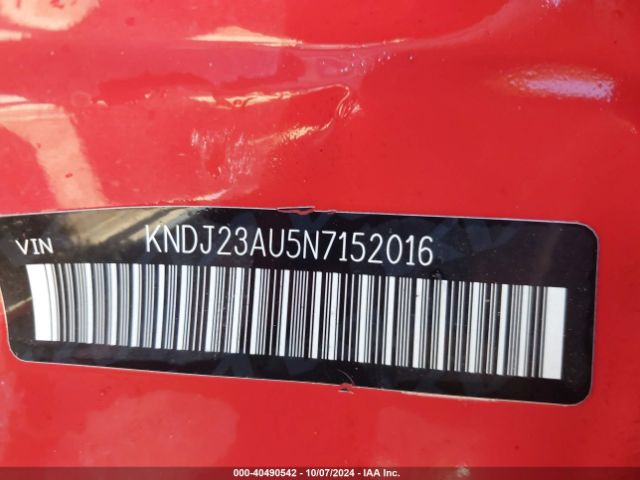 VIN KNDJ23AU5N7152016
000-40490542 - 10/07/2024 - IAA Inc.